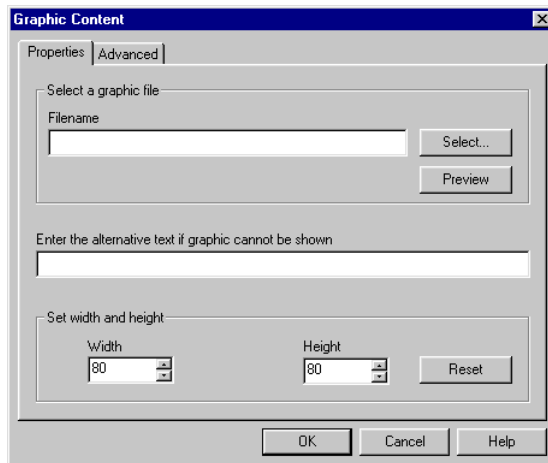 Graphic Content
Properties Advanced
Select a graphic file
Filename
Select...
Preview
Enter the alternative text if graphic cannot be shown
Set width and height
Width Height
80 80 Reset
OK Cancel Help